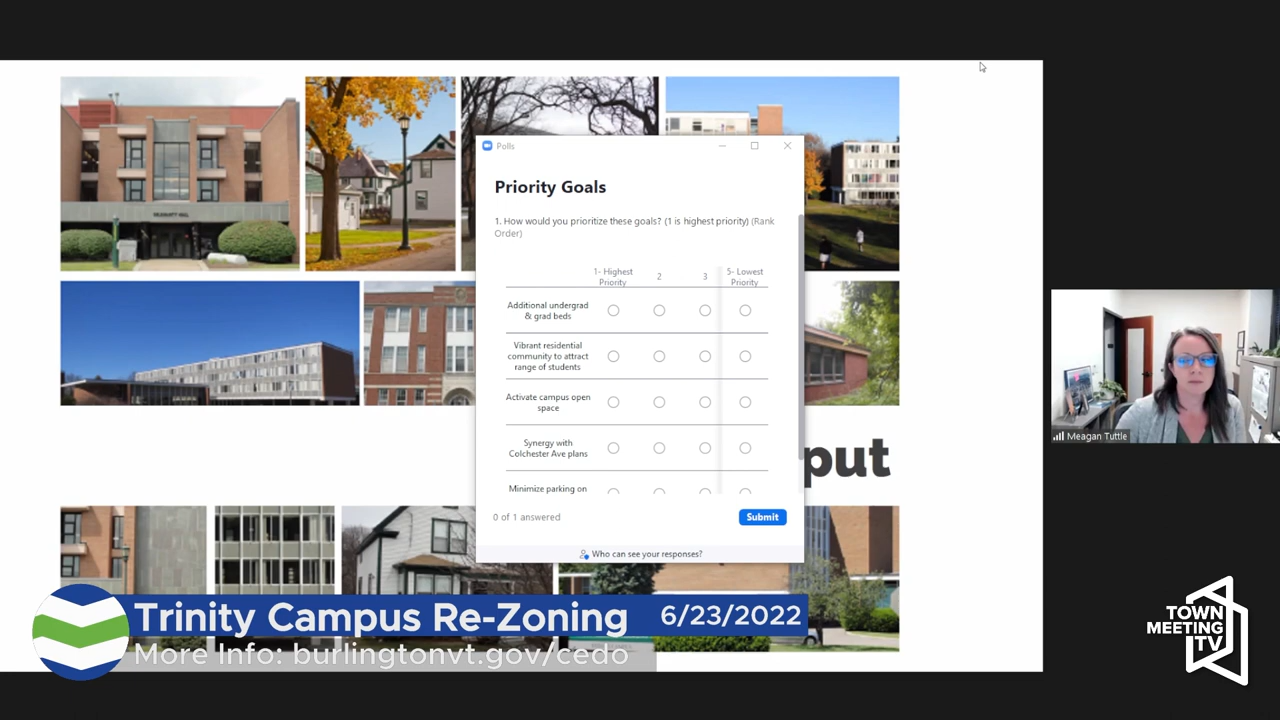 Polls
Priority Goals
1. How would you prioritize these goals? (1 is highest priority) (Rank
Order)
1- Highest
Priority
2
3
5- Lowest
Priority
Additional undergrad
& grad beds
Vibrant residential
community to attract
range of students
Activate campus open
space
Synergy with
Colchester Ave plans
Minimize parking on
0 of 1 answered
Submit
Who can see your responses?
put
Meagan Tuttle
Trinity Campus Re-Zoning
6/23/2022
More Info: burlingtonvt.gov/cedo
TOWN
MEETING
TV